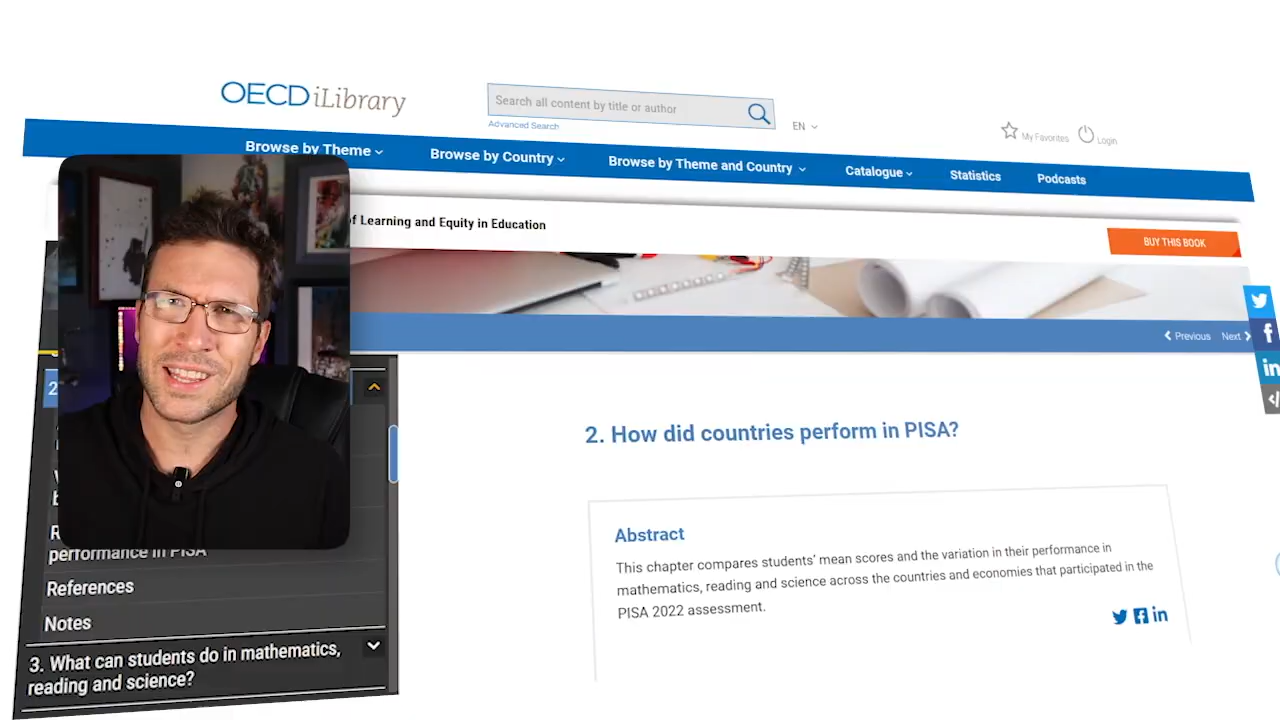 OECD iLibrary
Search all content by title or author
Advanced Search
EN
My Favorites
Login
Browse by Theme
Browse by Country
Browse by Theme and Country
Catalogue
Statistics
Podcasts
of Learning and Equity in Education
BUY THIS BOOK
Previous
Next
2
R
performance in PISA
References
Notes
3. What can students do in mathematics,
reading and science?
2. How did countries perform in PISA?
Abstract
This chapter compares students' mean scores and the variation in their performance in
mathematics, reading and science across the countries and economies that participated in the
PISA 2022 assessment.